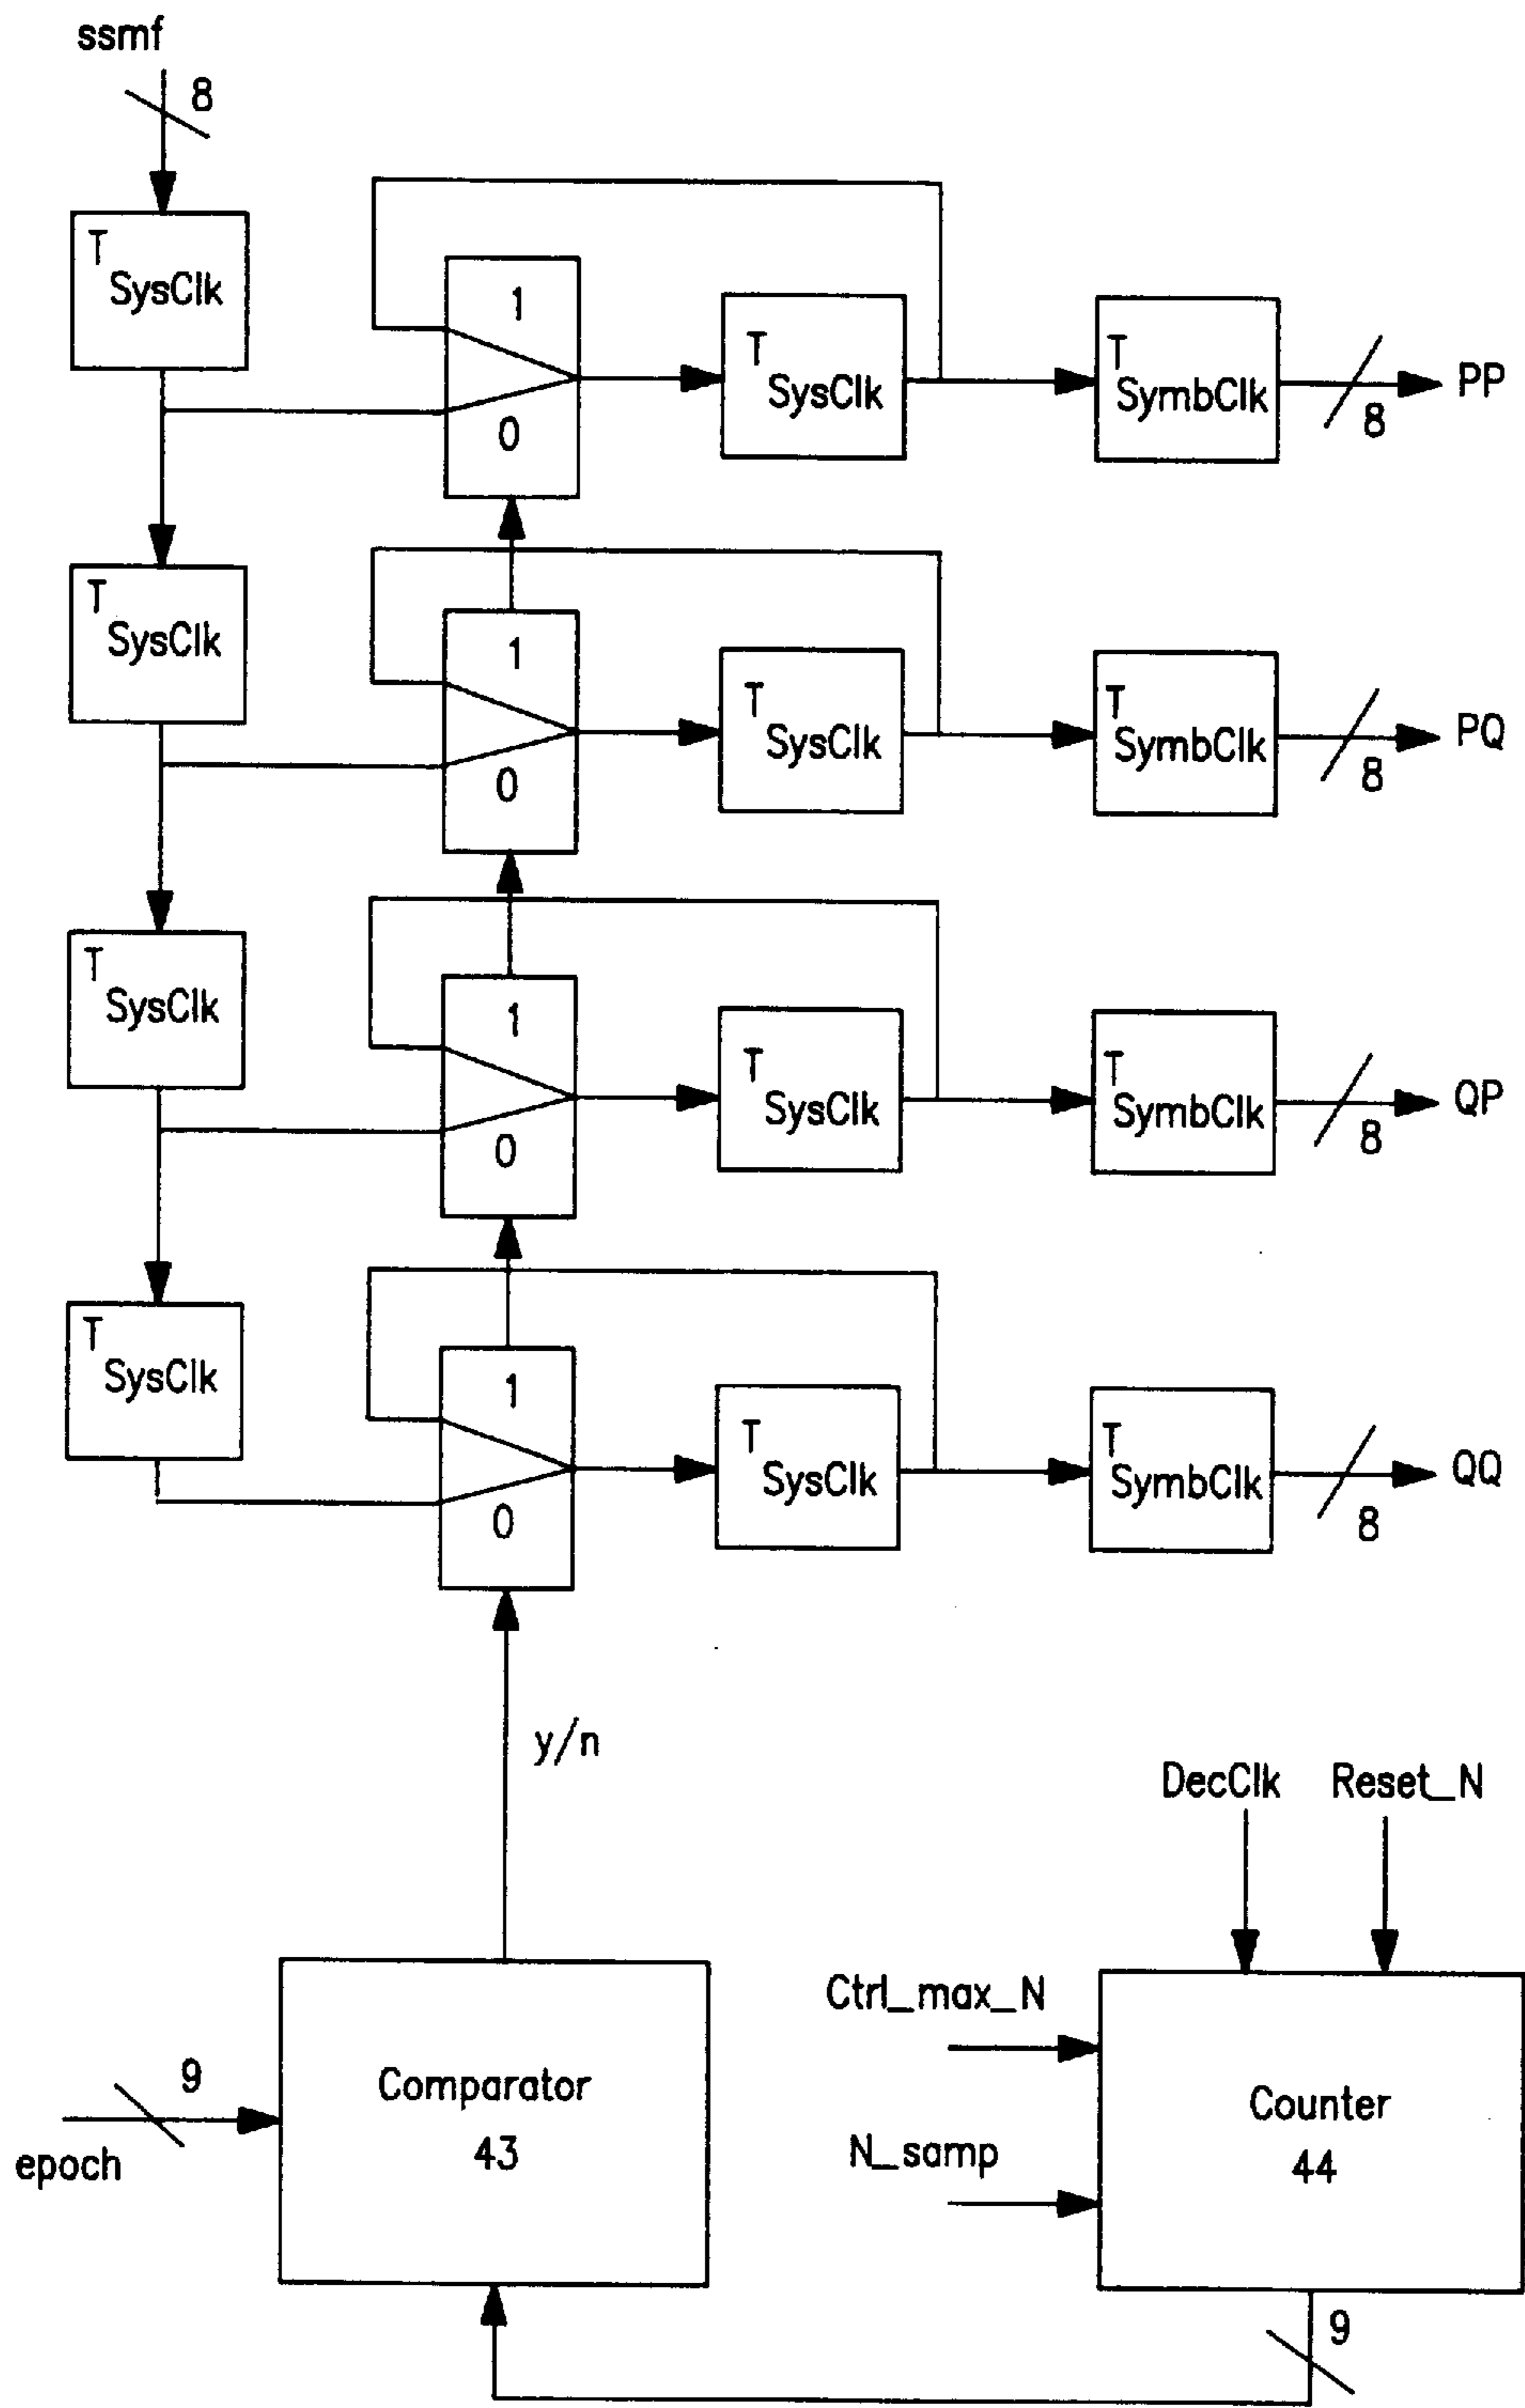 ssmf
8
T
SysClk
1
0
T
SysClk
T
SymbClk
8
PP
T
SysClk
1
0
T
SysClk
T
SymbClk
8
PQ
T
SysClk
1
0
T
SysClk
T
SymbClk
8
QP
T
SysClk
1
0
T
SysClk
T
SymbClk
8
QQ
y/n
DecClk
Reset_N
Ctrl_max_N
N_samp
Counter
44
9
epoch
9
Comparator
43